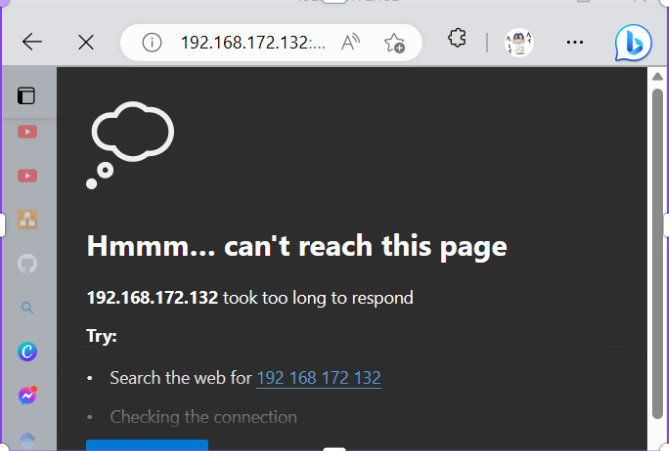 192.168.172.132:...
Hmmm... can't reach this page
192.168.172.132 took too long to respond
Try:
• Search the web for 192 168 172 132
• Checking the connection